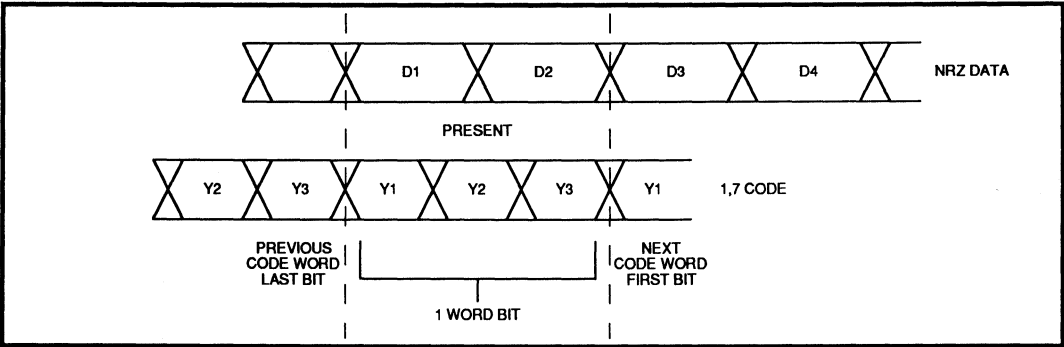 D1 D2 D3 D4 NRZ DATA
PRESENT
Y2 Y3 Y1 Y2 Y3 Y1 1,7 CODE
PREVIOUS
CODE WORD
LAST BIT
NEXT
CODE WORD
FIRST BIT
1 WORD BIT